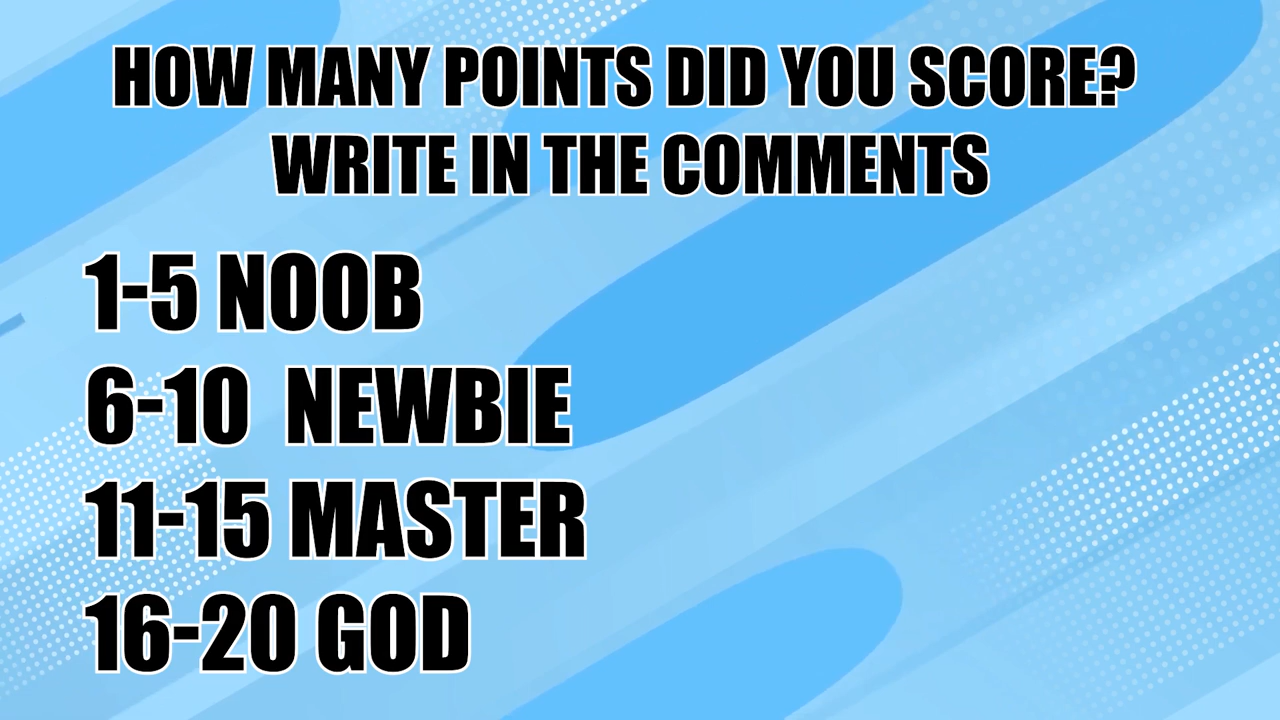 HOW MANY POINTS DID YOU SCORE?
WRITE IN THE COMMENTS
1-5 NOOB
6-10 NEWBIE
11-15 MASTER
16-20 GOD